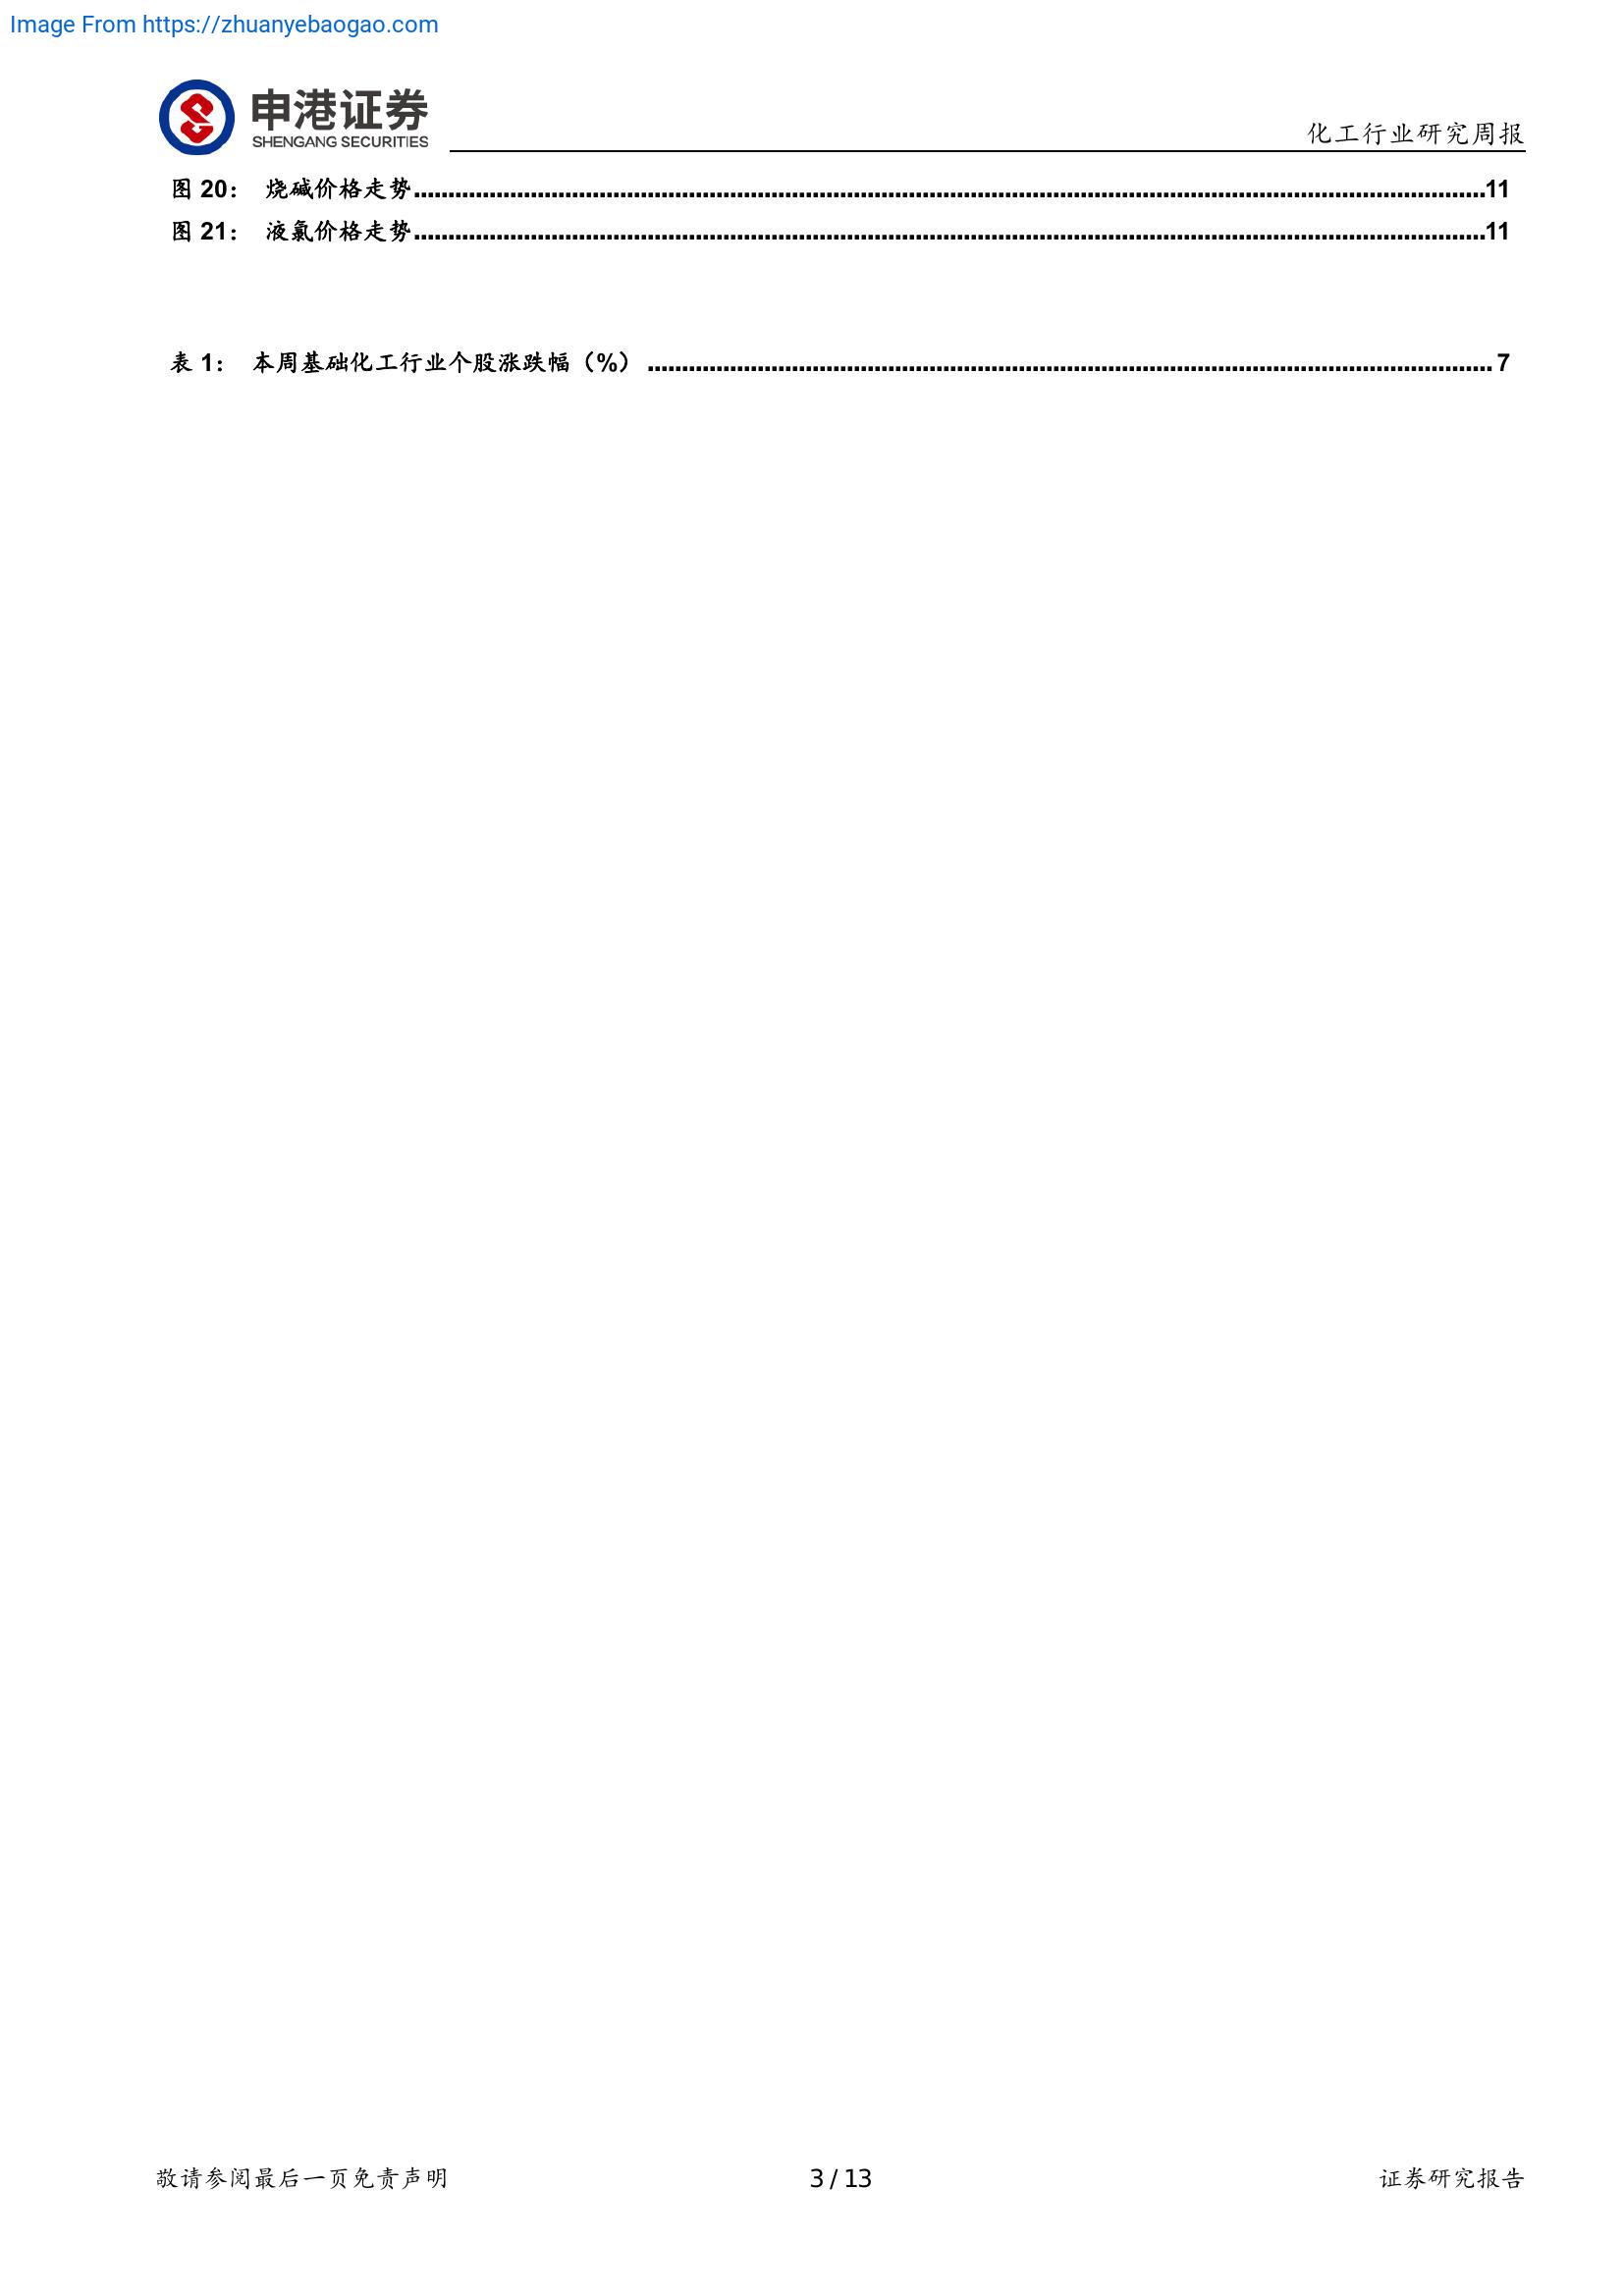 Image From https://zhuanyebaogao.com
申港证券
SHENGANG SECURITIES
化工行业研究周报
图 20： 烧碱价格走势........................................................................................................................................................11
图 21： 液氯价格走势........................................................................................................................................................11
表 1： 本周基础化工行业个股涨跌幅（%） ........................................................................................................................ 7
敬请参阅最后一页免责声明
3 / 13
证券研究报告